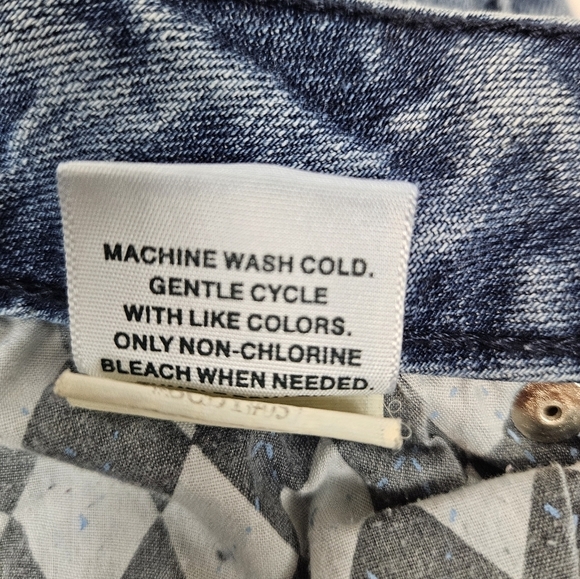 MACHINE WASH COLD.
GENTLE CYCLE
WITH LIKE COLORS.
ONLY NON-CHLORINE
BLEACH WHEN NEEDED.